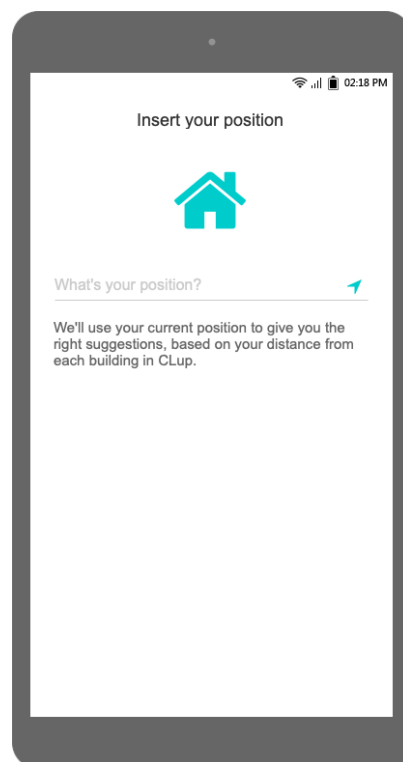 02:18 PM
Insert your position
What's your position?
We'll use your current position to give you the
right suggestions, based on your distance from
each building in CLup.